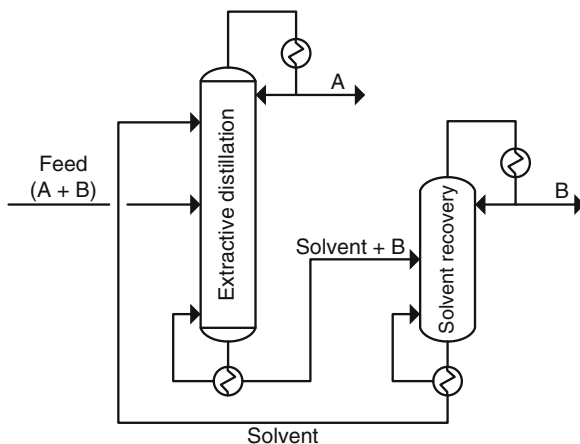 A
Feed
(A + B)
Extractive distillation
Solvent + B
B
Solvent recovery
Solvent